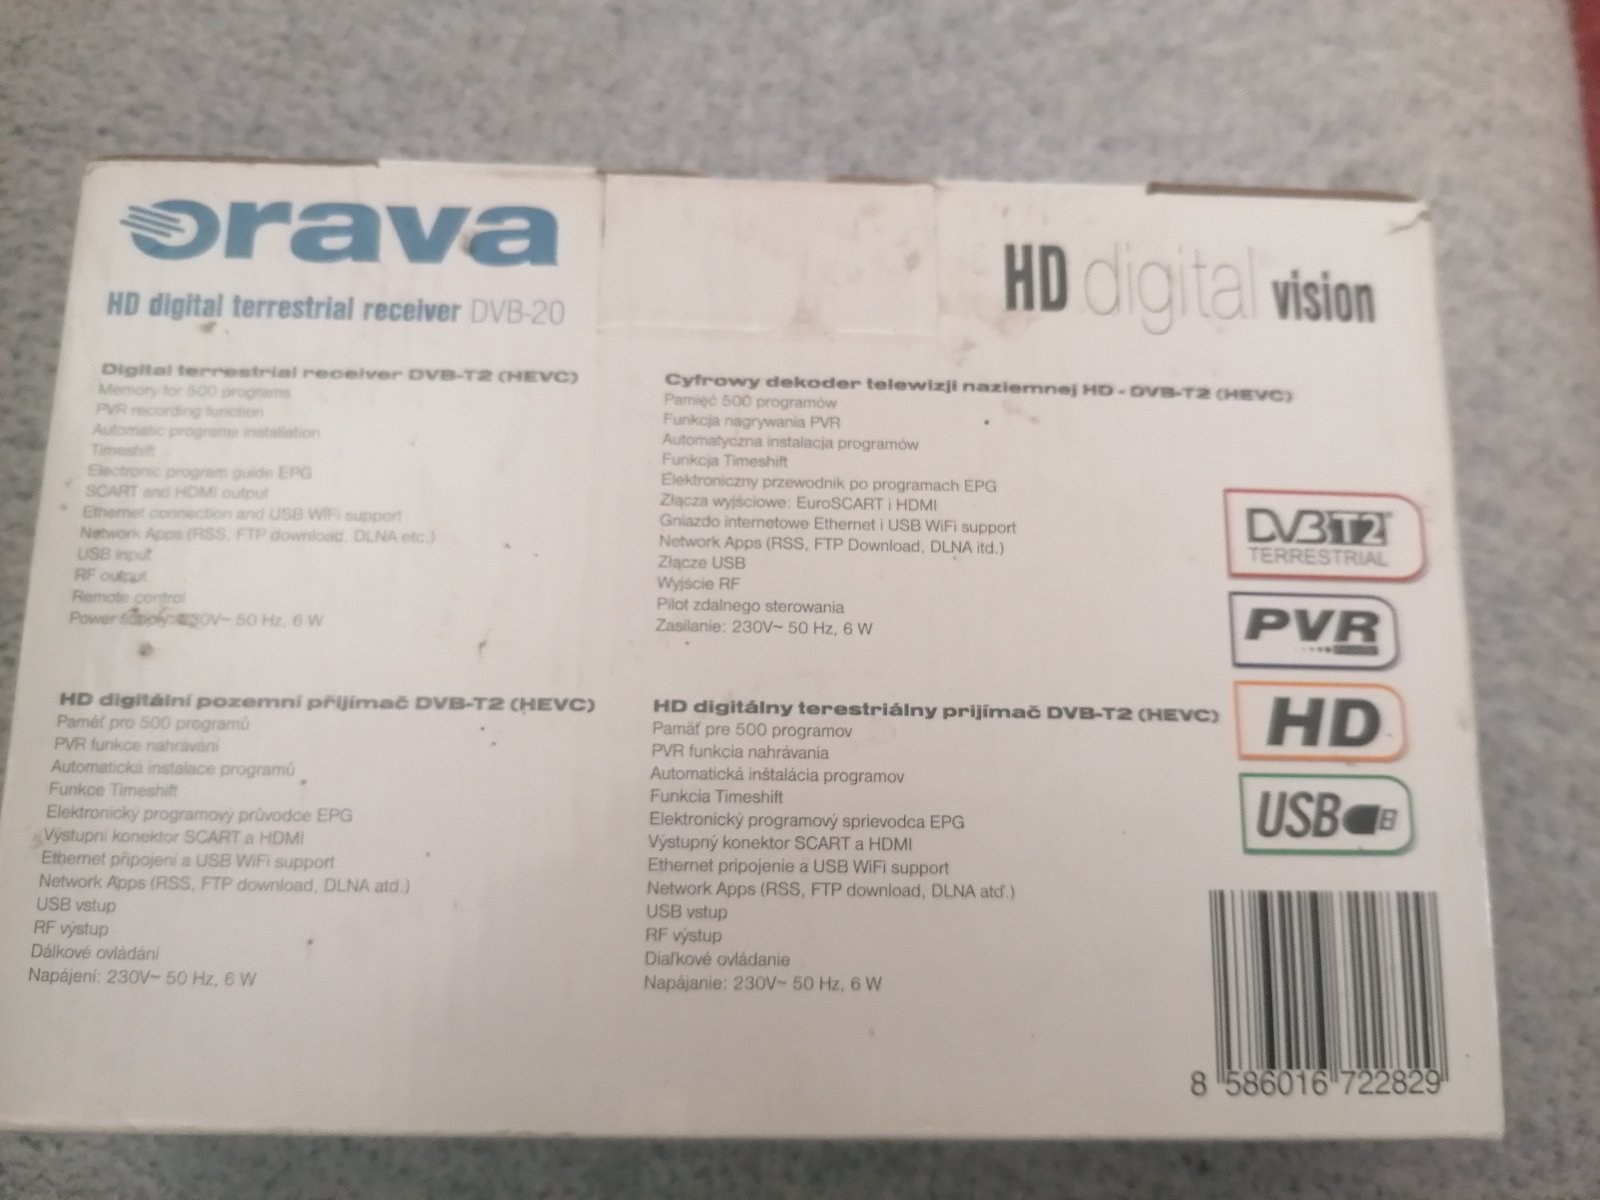 orava
HD digital terrestrial receiver DVB-20
HD digital vision
Digital terrestrial receiver DVB-T2 (HEVC)
Memory for 500 programs
PVR recording function
Automatic programs installation
Timeshift
Electronic program guide EPG
SCART and HDMI output
Ethernet connection and USB WiFi support
Network Apps (RSS, FTP download, DLNA etc.)
USB input
RF output
Remote control
Power supply: 230V~ 50 Hz, 6 W
Cyfrowy dekoder telewizji naziemnej HD - DVB-T2 (HEVC)
Pamięć 500 programów
Funkcja nagrywania PVR
Automatyczna instalacja programów
Funkcja Timeshift
Elektroniczny przewodnik po programach EPG
Złącza wyjściowe: EuroSCART i HDMI
Gniazdo internetowe Ethernet i USB WiFi support
Network Apps (RSS, FTP Download, DLNA itd.)
Złącze USB
Wyjście RF
Pilot zdalnego sterowania
Zasilanie: 230V~ 50 Hz, 6 W
HD digitální pozemní přijímač DVB-T2 (HEVC)
Paměť pro 500 programů
PVR funkce nahrávání
Automatická instalace programů
Funkce Timeshift
Elektronický programový průvodce EPG
Výstupní konektor SCART a HDMI
Ethernet připojení a USB WiFi support
Network Apps (RSS, FTP download, DLNA atd.)
USB vstup
RF výstup
Dálkové ovládání
Napájení: 230V~ 50 Hz, 6 W
HD digitálny terestriálny prijímač DVB-T2 (HEVC)
Pamäť pre 500 programov
PVR funkcia nahrávania
Automatická inštalácia programov
Funkcia Timeshift
Elektronický programový sprievodca EPG
Výstupný konektor SCART a HDMI
Ethernet pripojenie a USB WiFi support
Network Apps (RSS, FTP download, DLNA atď.)
USB vstup
RF výstup
Diaľkové ovládanie
Napájanie: 230V~ 50 Hz, 6 W
DVB T2
TERRESTRIAL
PVR
HD
USB
8 586016 722829